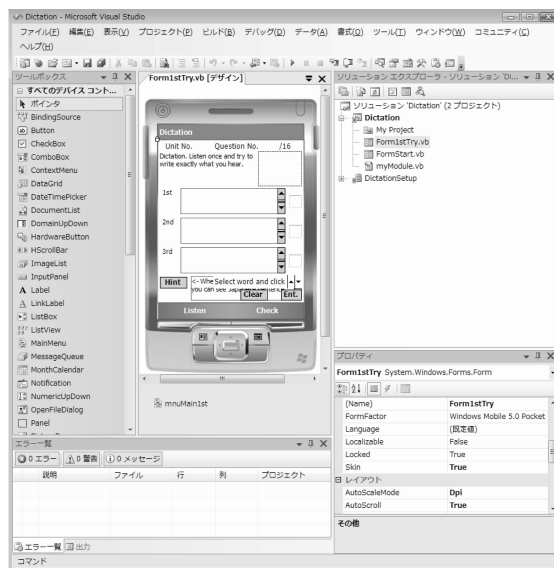 Dictation - Microsoft Visual Studio
ファイル(F) 編集(E) 表示(V) プロジェクト(P) ビルド(B) デバッグ(D) データ(A) 書式(O) ツール(T) ウィンドウ(W) コミュニティ(C)
ヘルプ(H)
ツールボックス
すべてのデバイス コント...
ポインタ
BindingSource
Button
CheckBox
ComboBox
ContextMenu
DataGrid
DateTimePicker
DocumentList
DomainUpDown
HardwareButton
HScrollBar
ImageList
InputPanel
Label
LinkLabel
ListBox
ListView
MainMenu
MessageQueue
MonthCalendar
Notification
NumericUpDown
OpenFileDialog
Panel
Form1stTry.vb [デザイン]
Dictation
Unit No. Question No. /16
Dictation. Listen once and try to
write exactly what you hear.
1st
2nd
3rd
Hint
<- Whe Select word and click
you can see
Clear Ent.
Listen Check
mnuMain1st
ソリューション エクスプローラ - ソリューション 'Di...
ソリューション 'Dictation' (2 プロジェクト)
Dictation
My Project
Form1stTry.vb
FormStart.vb
myModule.vb
DictationSetup
プロパティ
Form1stTry System.Windows.Forms.Form
(Name) Form1stTry
FormFactor Windows Mobile 5.0 Pocket
Language (既定値)
Localizable False
Locked True
Skin True
レイアウト
AutoScaleMode Dpi
AutoScroll True
その他
エラー一覧
0 エラー 0 警告 0 メッセージ
説明 ファイル 行 列 プロジェクト
エラー一覧 出力
コマンド